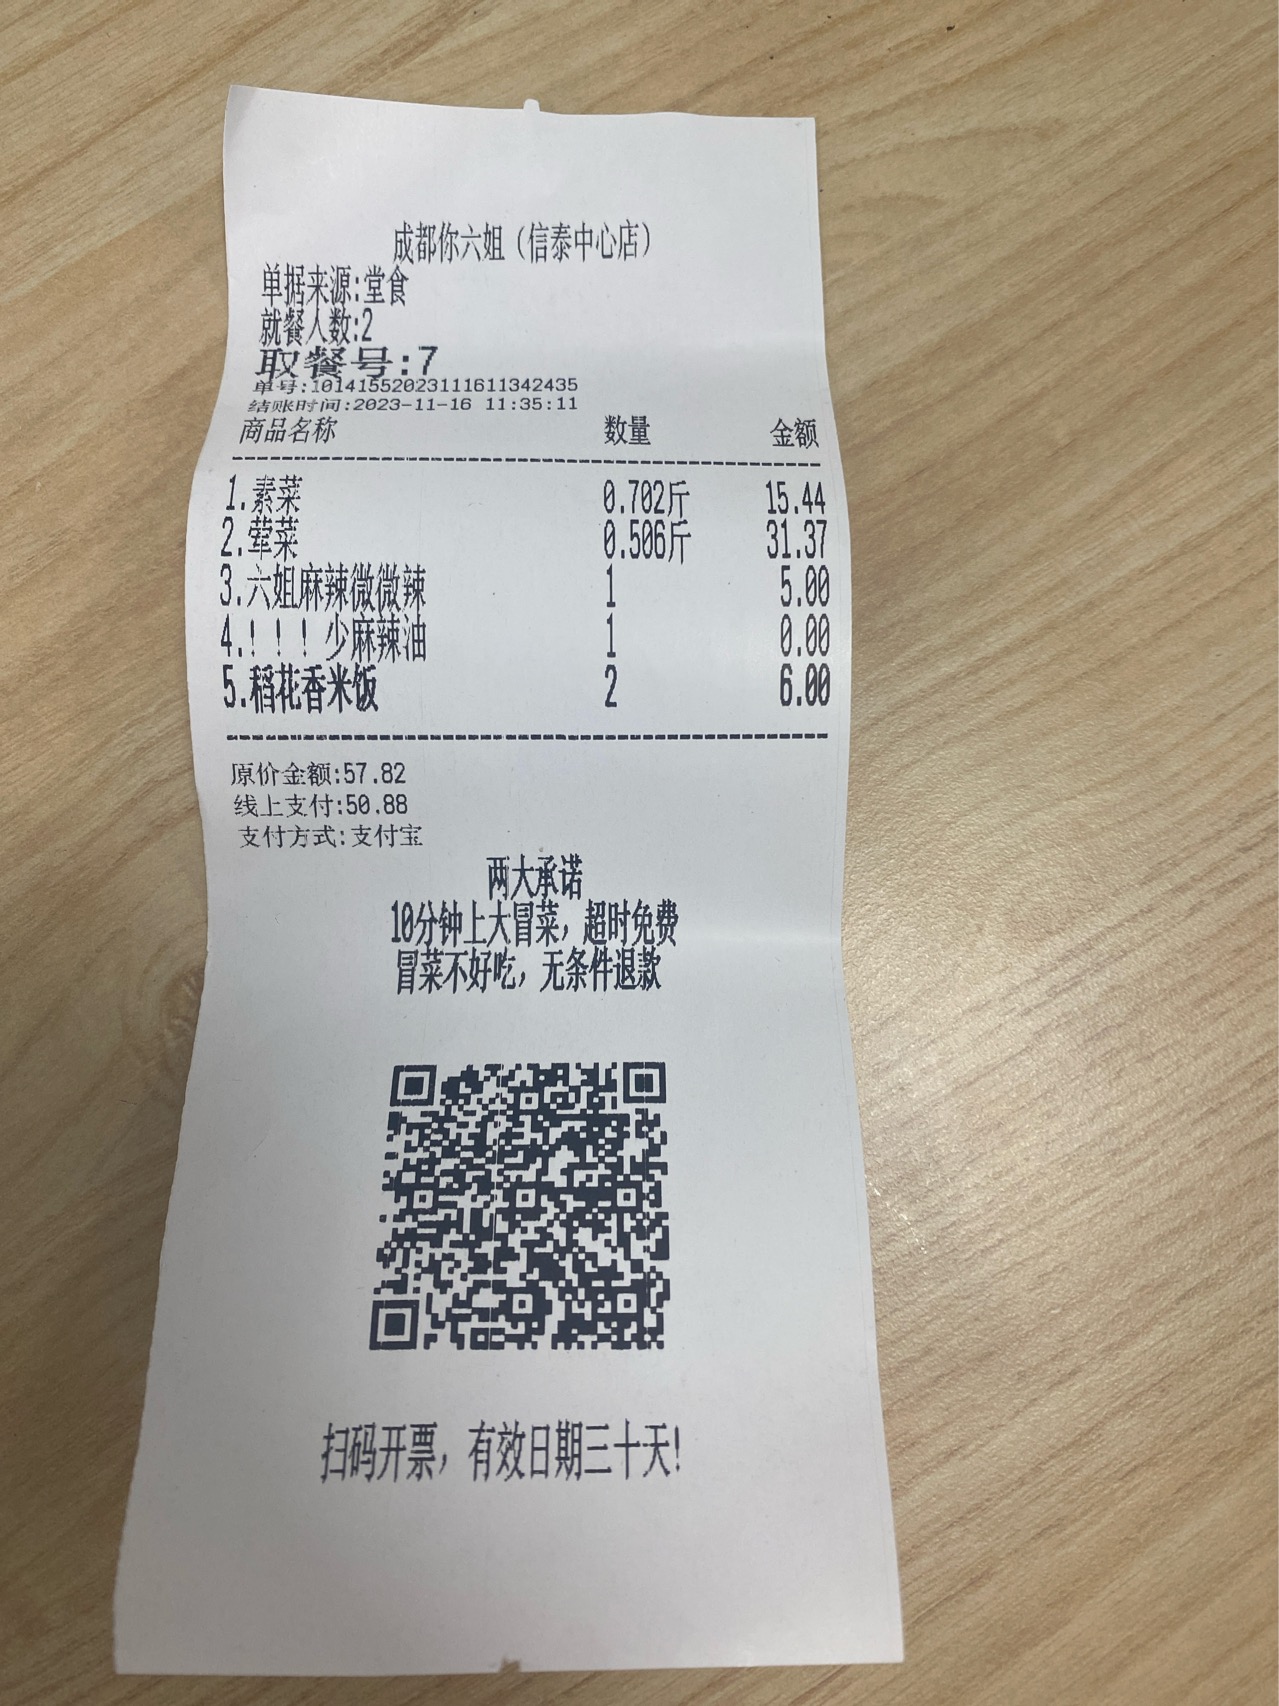 成都你六姐（信泰中心店）
单据来源:堂食
就餐人数:2
取餐号:7
单号:10141552023111611342435
结账时间:2023-11-16 11:35:11
商品名称 数量 金额
1.素菜 0.702斤 15.44
2.荤菜 0.506斤 31.37
3.六姐麻辣微微辣 1 5.00
4.！！！少麻辣油 1 0.00
5.稻花香米饭 2 6.00
原价金额:57.82
线上支付:50.88
支付方式:支付宝
两大承诺
10分钟上大冒菜，超时免费
冒菜不好吃，无条件退款
扫码开票，有效日期三十天！